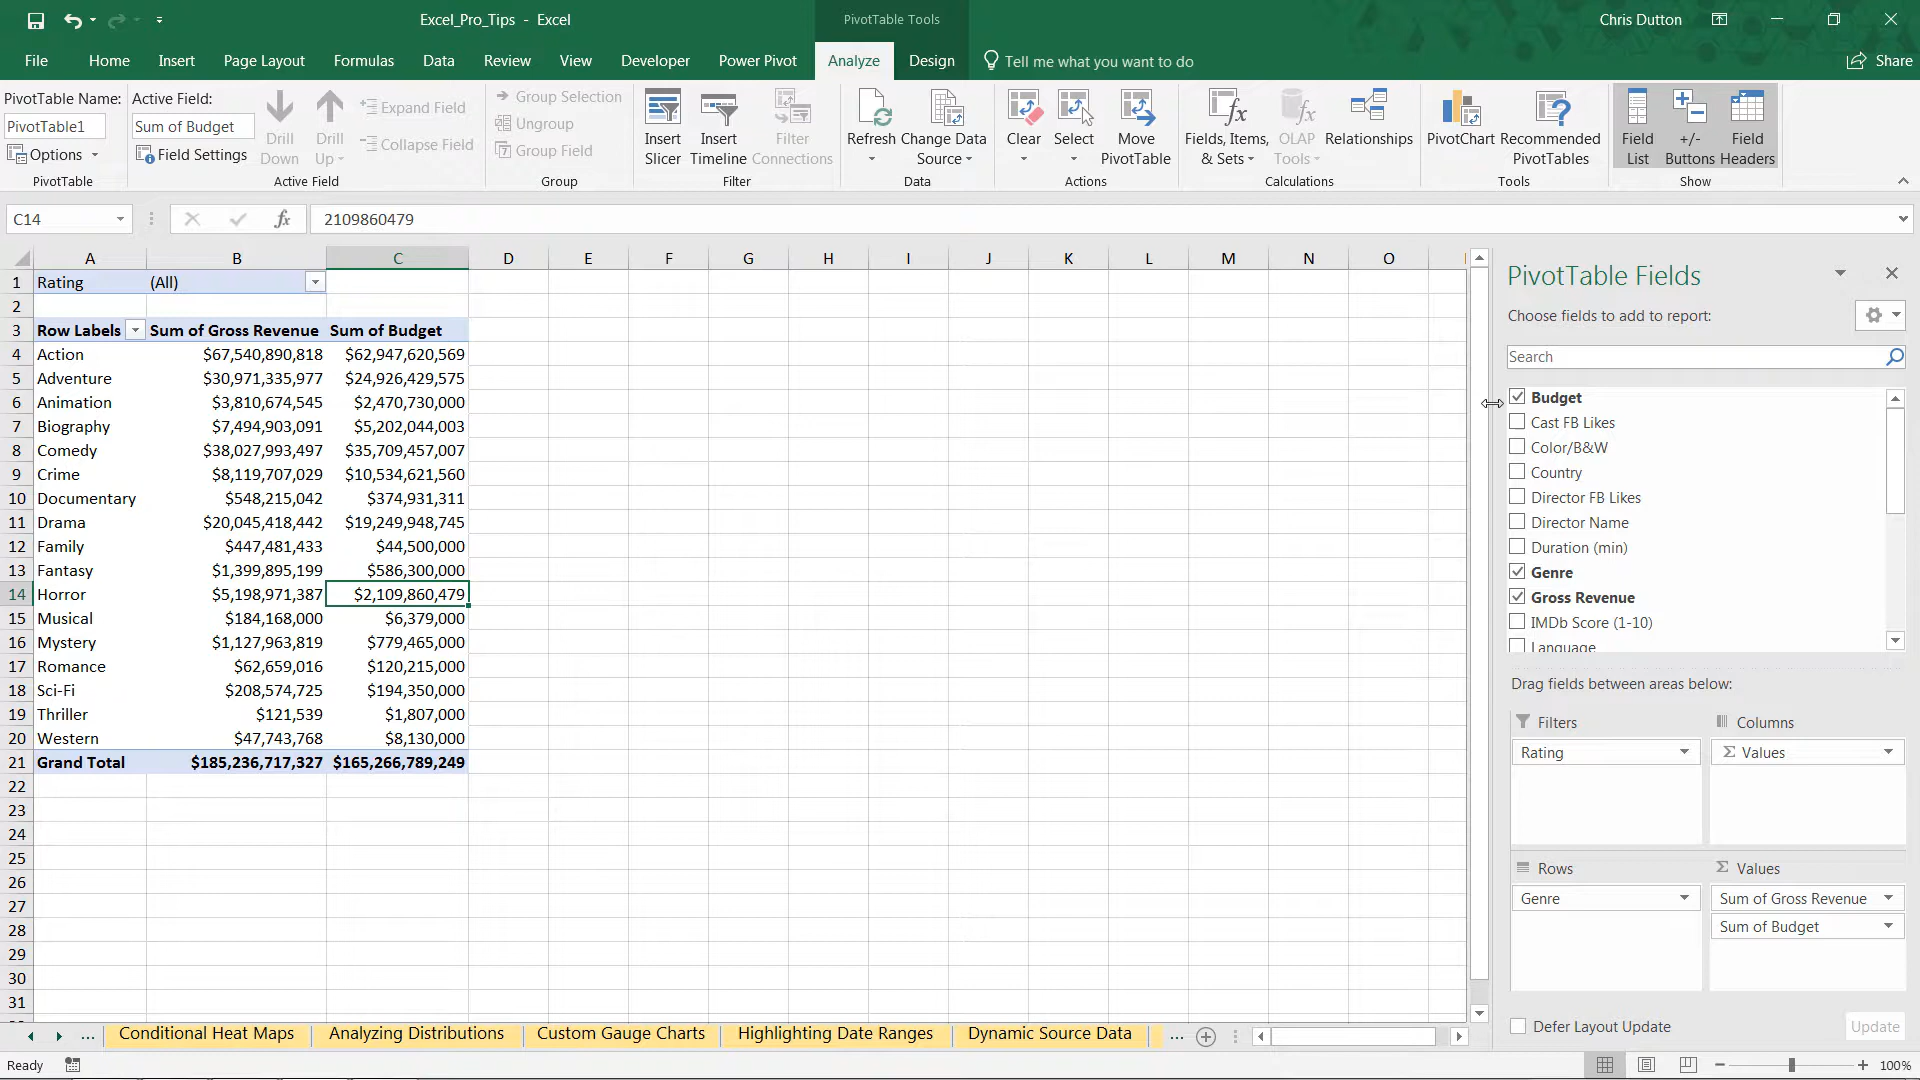 Excel_Pro_Tips - Excel
PivotTable Tools
Chris Dutton
File
Home
Insert
Page Layout
Formulas
Data
Review
View
Developer
Power Pivot
Analyze
Design
Tell me what you want to do
Share
PivotTable Name:
PivotTable1
Options
PivotTable
Active Field:
Sum of Budget
Field Settings
Drill Down
Drill Up
Expand Field
Collapse Field
Active Field
Group Selection
Ungroup
Group Field
Group
Insert Slicer
Insert Timeline
Filter Connections
Filter
Refresh
Change Data Source
Data
Clear
Select
Move PivotTable
Actions
Fields, Items, & Sets
OLAP Tools
Relationships
Calculations
PivotChart
Recommended PivotTables
Tools
Field List
+/- Buttons
Field Headers
Show
C14
fx
2109860479
A B C D E F G H I J K L M N O
1 Rating (All)
2
3 Row Labels Sum of Gross Revenue Sum of Budget
4 Action $67,540,890,818 $62,947,620,569
5 Adventure $30,971,335,977 $24,926,429,575
6 Animation $3,810,674,545 $2,470,730,000
7 Biography $7,494,903,091 $5,202,044,003
8 Comedy $38,027,993,497 $35,709,457,007
9 Crime $8,119,707,029 $10,534,621,560
10 Documentary $548,215,042 $374,931,311
11 Drama $20,045,418,442 $19,249,948,745
12 Family $447,481,433 $44,500,000
13 Fantasy $1,399,895,199 $586,300,000
14 Horror $5,198,971,387 $2,109,860,479
15 Musical $184,168,000 $6,379,000
16 Mystery $1,127,963,819 $779,465,000
17 Romance $62,659,016 $120,215,000
18 Sci-Fi $208,574,725 $194,350,000
19 Thriller $121,539 $1,807,000
20 Western $47,743,768 $8,130,000
21 Grand Total $185,236,717,327 $165,266,789,249
22
23
24
25
26
27
28
29
30
31
PivotTable Fields
Choose fields to add to report:
Search
Budget
Cast FB Likes
Color/B&W
Country
Director FB Likes
Director Name
Duration (min)
Genre
Gross Revenue
IMDb Score (1-10)
Language
Drag fields between areas below:
Filters
Rating
Columns
Σ Values
Rows
Genre
Σ Values
Sum of Gross Revenue
Sum of Budget
Defer Layout Update
Update
... Conditional Heat Maps
Analyzing Distributions
Custom Gauge Charts
Highlighting Date Ranges
Dynamic Source Data ...
Ready
100%